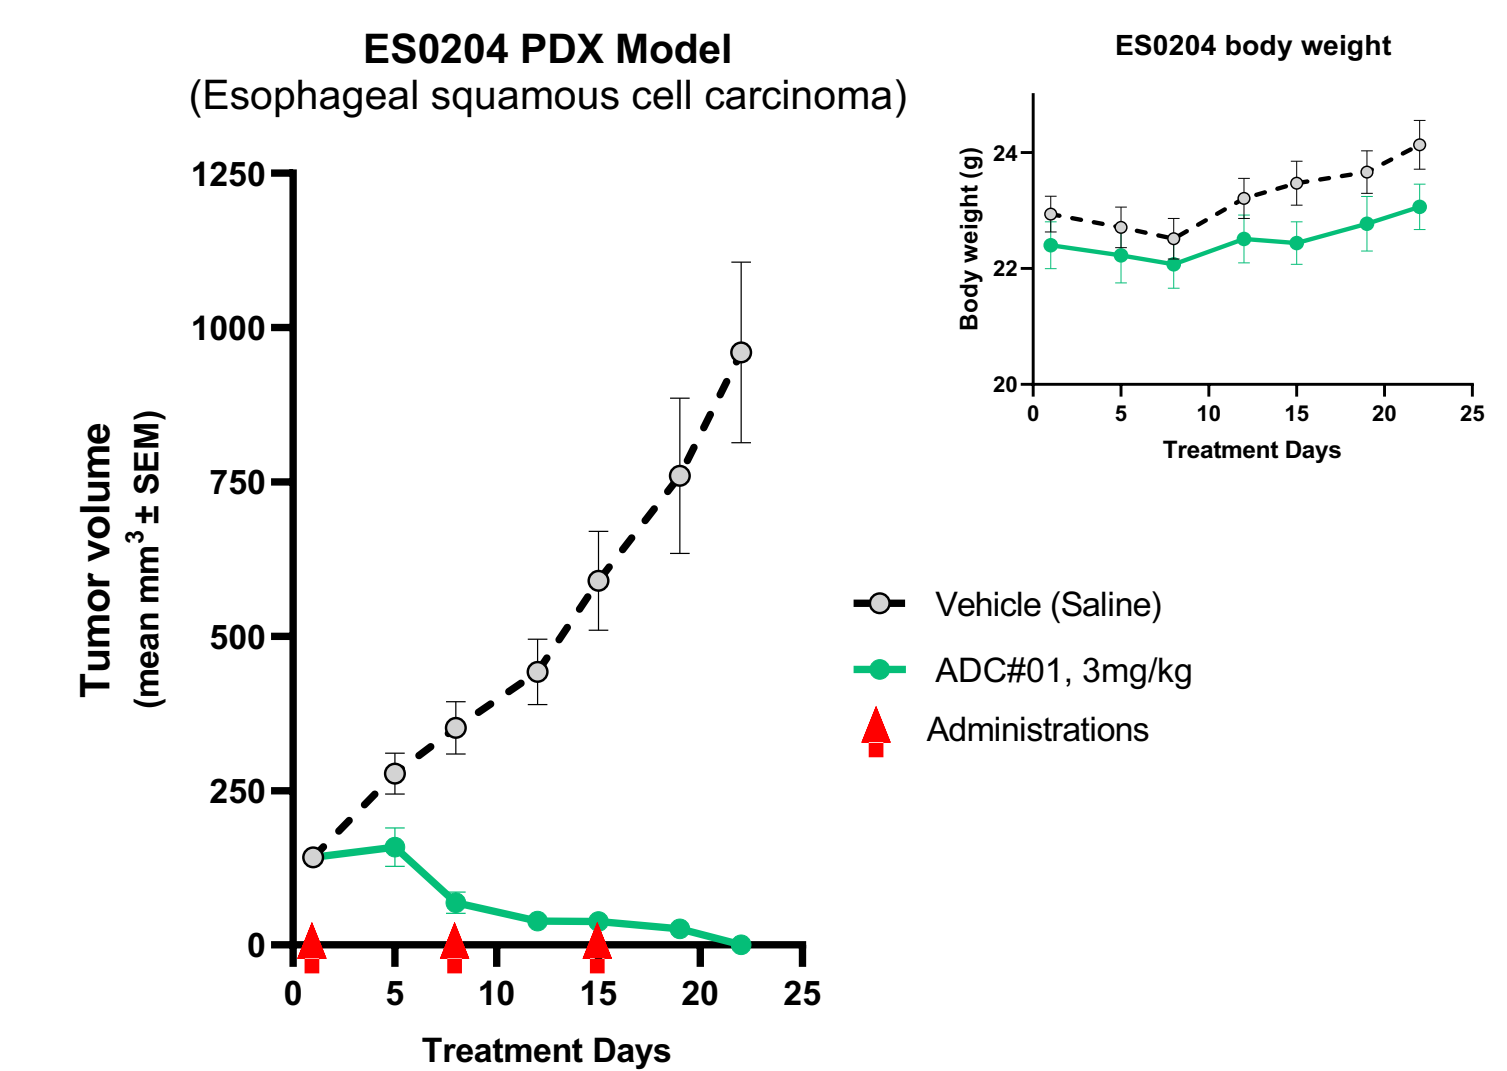 ES0204 PDX Model
(Esophageal squamous cell carcinoma)
Tumor volume
(mean mm³ ± SEM)
1250
1000
750
500
250
0
0 5 10 15 20 25
Treatment Days
ES0204 body weight
Body weight (g)
24
22
20
0 5 10 15 20 25
Treatment Days
Vehicle (Saline)
ADC#01, 3mg/kg
Administrations